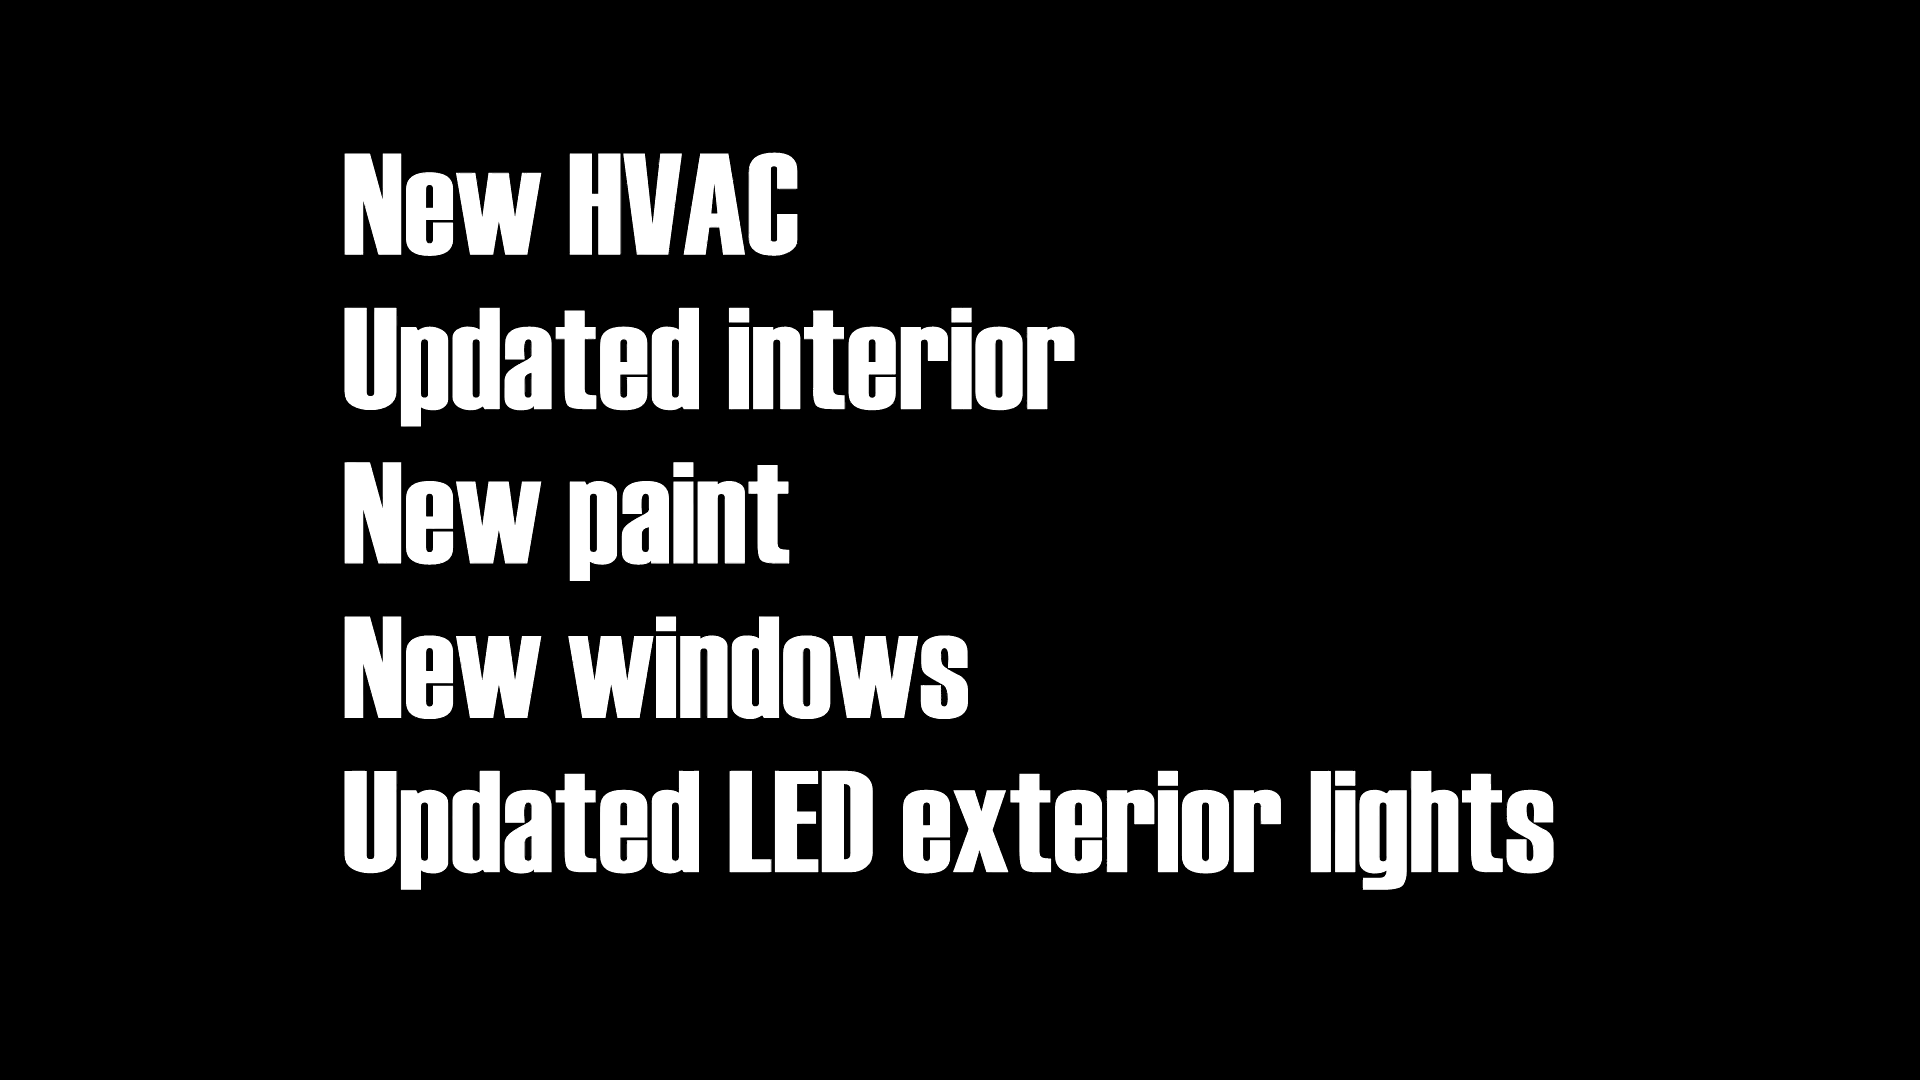 New HVAC
Updated interior
New paint
New windows
Updated LED exterior lights